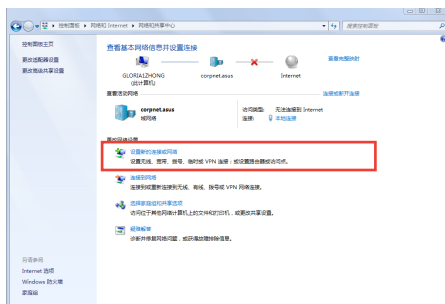 控制面板 ▸ 网络和 Internet ▸ 网络和共享中心
搜索控制面板
控制面板主页
更改适配器设置
更改高级共享设置
查看基本网络信息并设置连接
查看完整映射
GLORIA1ZHONG
(此计算机)
corpnet.asus
Internet
查看活动网络
连接或断开连接
corpnet.asus
域网络
访问类型: 无法连接到 Internet
连接: 本地连接
更改网络设置
设置新的连接或网络
设置无线、宽带、拨号、临时或 VPN 连接；或设置路由器或访问点。
连接到网络
连接到或重新连接到无线、有线、拨号或 VPN 网络连接。
选择家庭组和共享选项
访问位于其他网络计算机上的文件和打印机，或更改共享设置。
疑难解答
诊断并修复网络问题，或获得故障排除信息。
另请参阅
Internet 选项
Windows 防火墙
家庭组